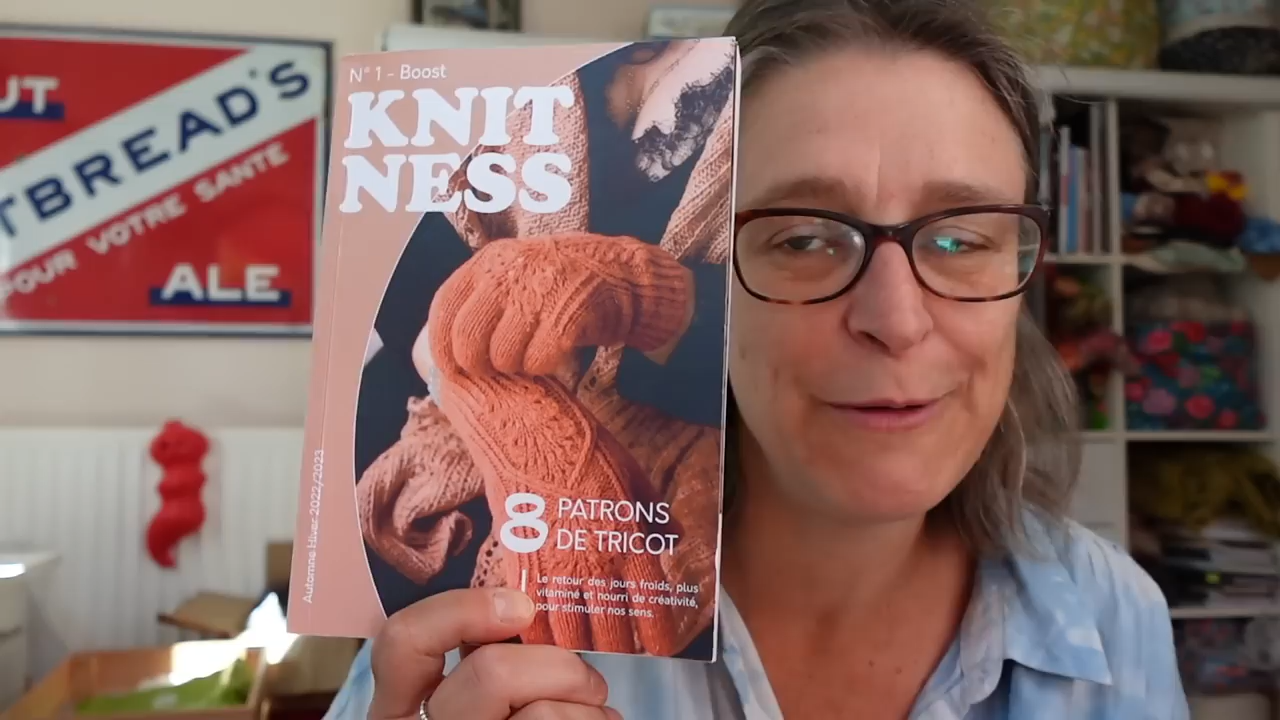 UT
TBREAD'S
POUR VOTRE SANTE
ALE
N° 1 - Boost
KNIT
NESS
8 PATRONS
DE TRICOT
Le retour des jours froids, plus
vitaminé et nourri de créativité,
pour stimuler nos sens.
Automne Hiver 2022/2023